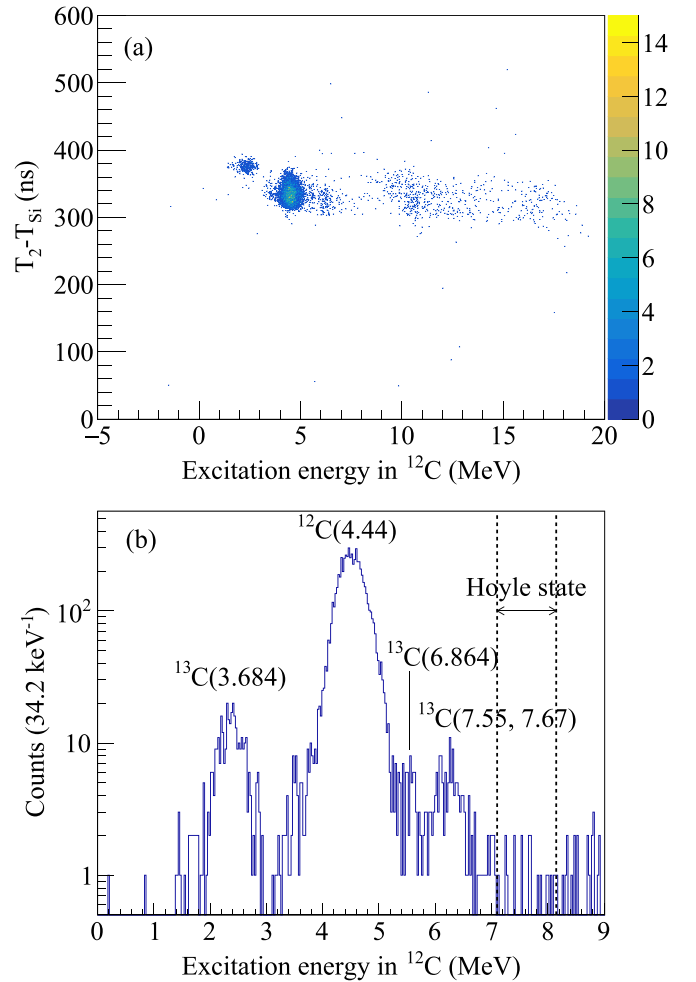 600
500
400
300
200
100
0
T₂-T_Si (ns)
(a)
−5 0 5 10 15 20
Excitation energy in ¹²C (MeV)
14
12
10
8
6
4
2
0
(b)
¹²C(4.44)
Hoyle state
¹³C(6.864)
¹³C(3.684)
¹³C(7.55, 7.67)
Counts (34.2 keV⁻¹)
10²
10
1
0 1 2 3 4 5 6 7 8 9
Excitation energy in ¹²C (MeV)